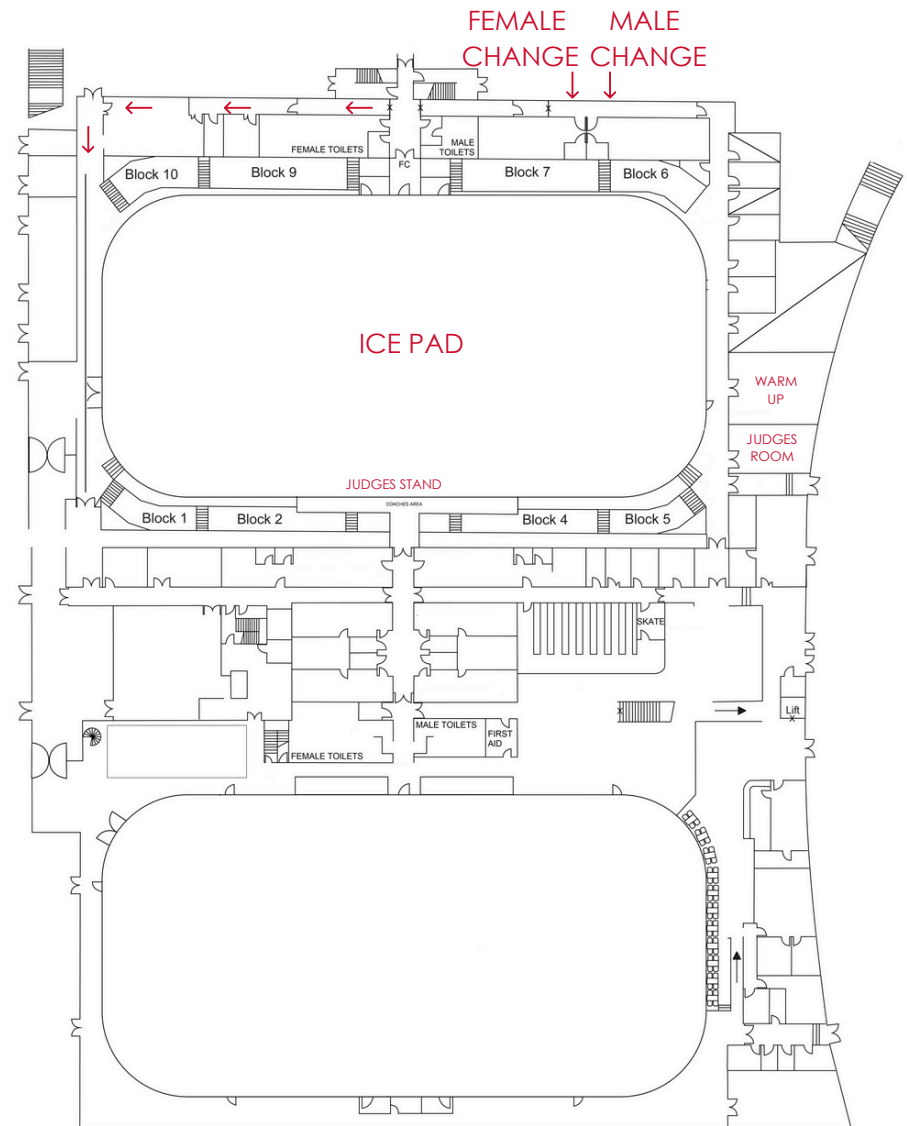 FEMALE
CHANGE
MALE
CHANGE
FEMALE TOILETS
MALE
TOILETS
FC
Block 10
Block 9
Block 7
Block 6
ICE PAD
WARM
UP
JUDGES
ROOM
JUDGES STAND
COACHES AREA
Block 1
Block 2
Block 4
Block 5
SKATE
Lift
MALE TOILETS
FIRST
AID
FEMALE TOILETS